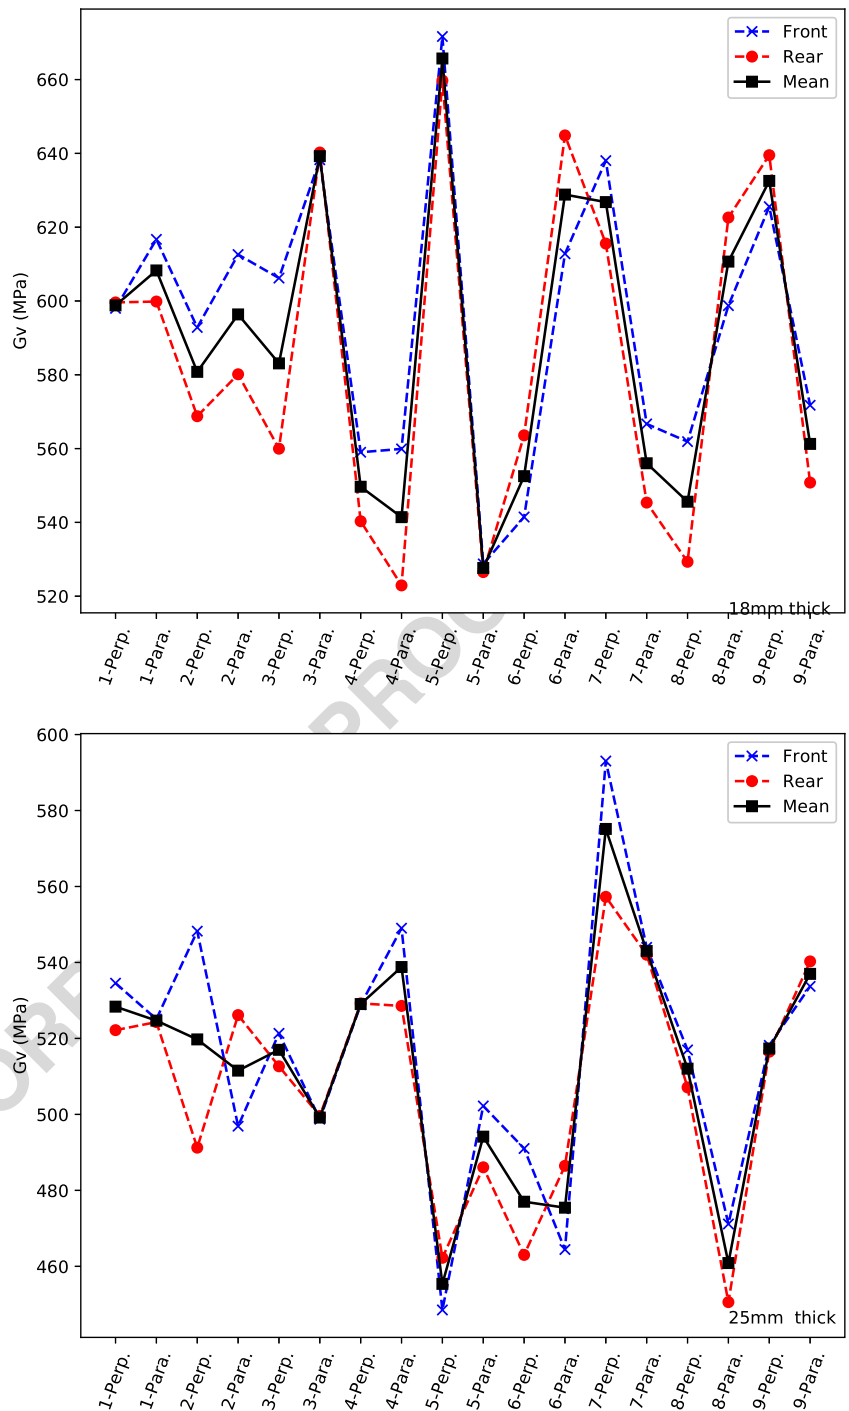 Front
Rear
Mean
660
640
620
600
580
560
540
520
Gv (MPa)
18mm thick
1-Perp.
1-Para.
2-Perp.
2-Para.
3-Perp.
3-Para.
4-Perp.
4-Para.
5-Perp.
5-Para.
6-Perp.
6-Para.
7-Perp.
7-Para.
8-Perp.
8-Para.
9-Perp.
9-Para.
PROO
600
580
560
540
520
500
480
460
Gv (MPa)
Front
Rear
Mean
25mm thick
1-Perp.
1-Para.
2-Perp.
2-Para.
3-Perp.
3-Para.
4-Perp.
4-Para.
5-Perp.
5-Para.
6-Perp.
6-Para.
7-Perp.
7-Para.
8-Perp.
8-Para.
9-Perp.
9-Para.